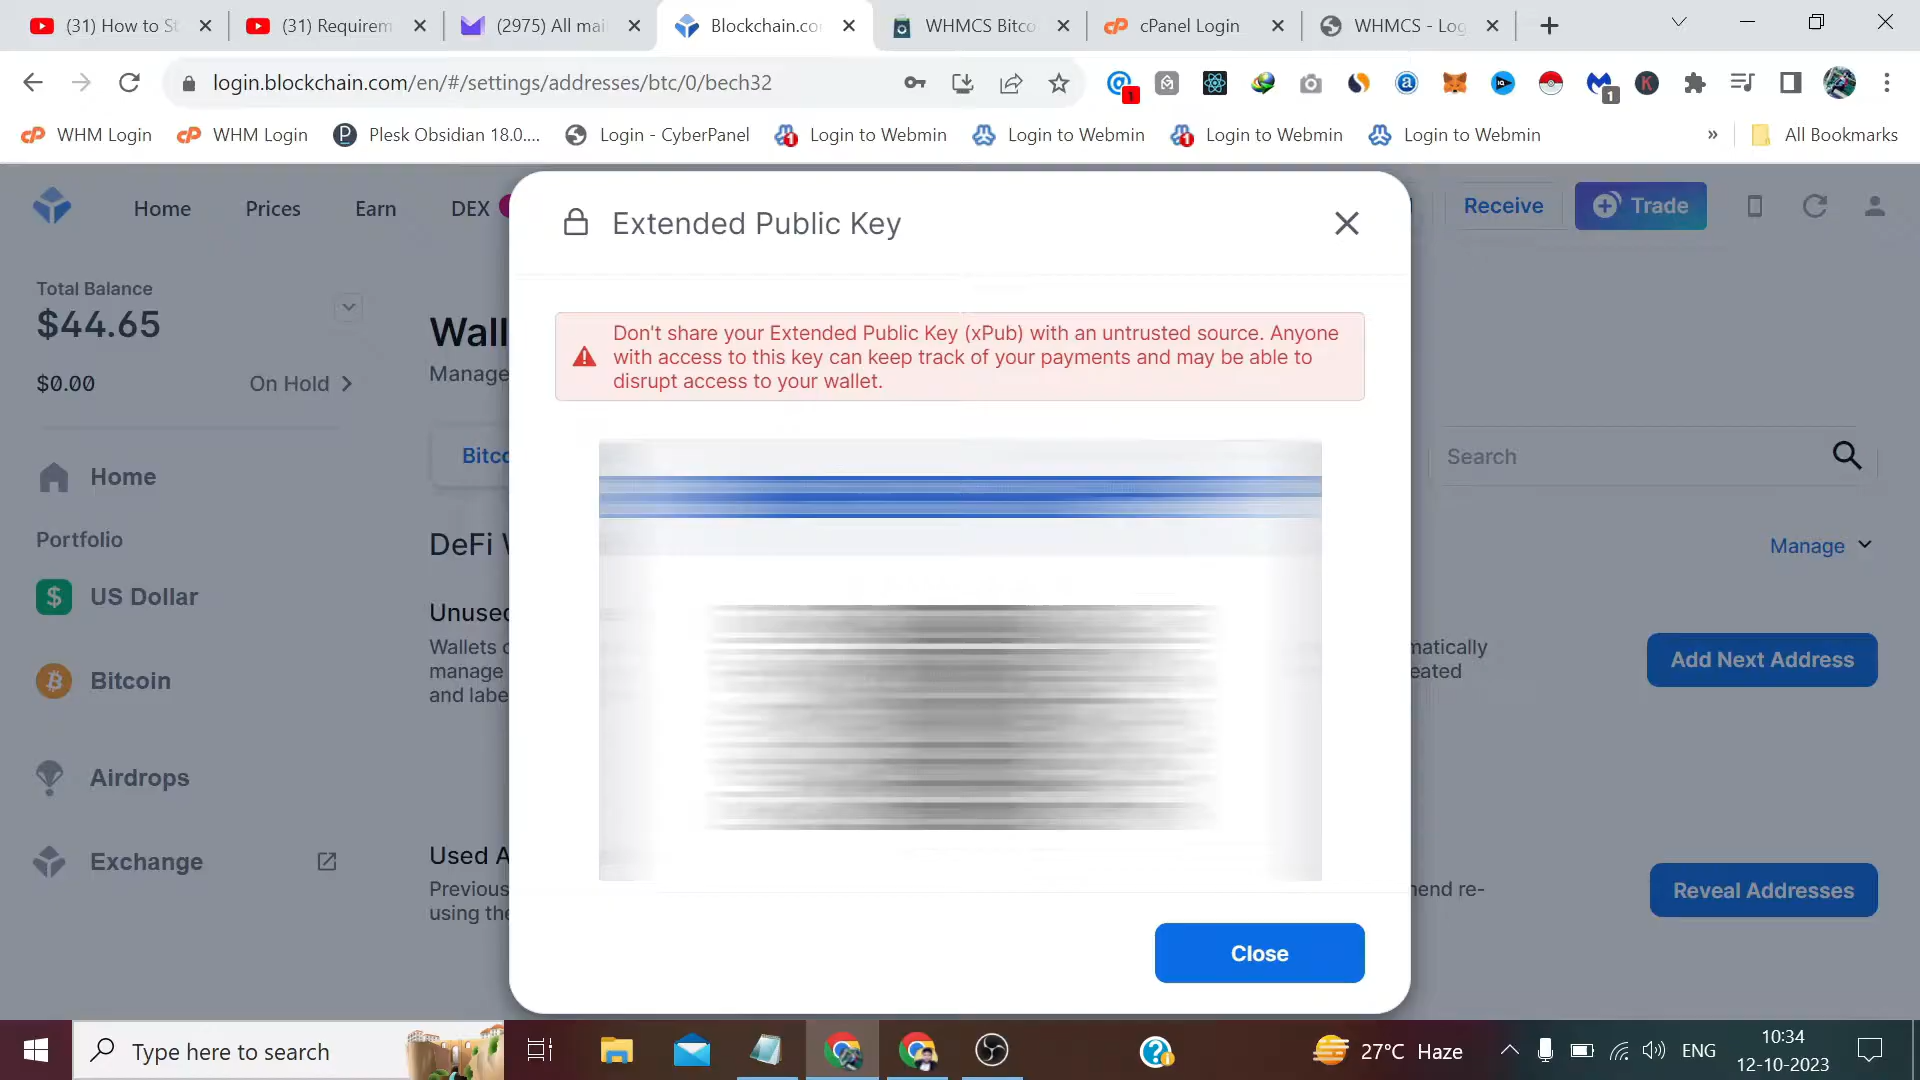 (31) How to St
(31) Requirem
(2975) All mai
Blockchain.co
WHMCS Bitco
cPanel Login
WHMCS - Log
login.blockchain.com/en/#/settings/addresses/btc/0/bech32
1
1
WHM Login
WHM Login
Plesk Obsidian 18.0....
Login - CyberPanel
Login to Webmin
Login to Webmin
Login to Webmin
Login to Webmin
»
All Bookmarks
Home
Prices
Earn
DEX
Receive
Trade
Extended Public Key
Don't share your Extended Public Key (xPub) with an untrusted source. Anyone
with access to this key can keep track of your payments and may be able to
disrupt access to your wallet.
Close
Total Balance
$44.65
$0.00
On Hold
Home
Portfolio
US Dollar
Bitcoin
Airdrops
Exchange
Wall
Manage
Bitco
Search
DeFi W
Manage
Unused
Wallets
manage
and labe
matically
eated
Add Next Address
Used A
Previous
using the
mend re-
Reveal Addresses
Type here to search
27°C Haze
ENG
10:34
12-10-2023